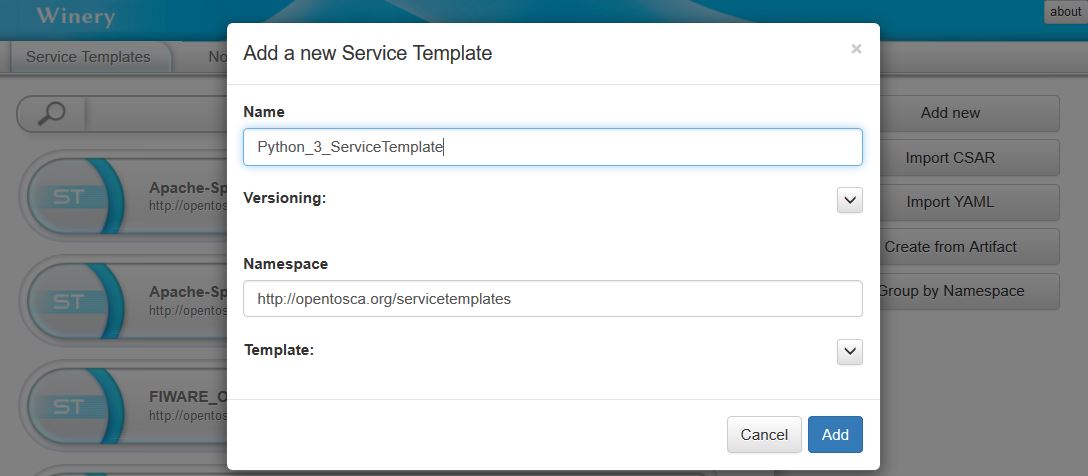 Winery
about
Service Templates
No
Add a new Service Template
×
Name
Python_3_ServiceTemplate
Versioning:
Namespace
http://opentosca.org/servicetemplates
Template:
Cancel
Add
Add new
Import CSAR
Import YAML
Create from Artifact
Group by Namespace
ST
Apache-Sp
http://opentos
ST
Apache-Sp
http://opentos
ST
FIWARE_O
http://opentos